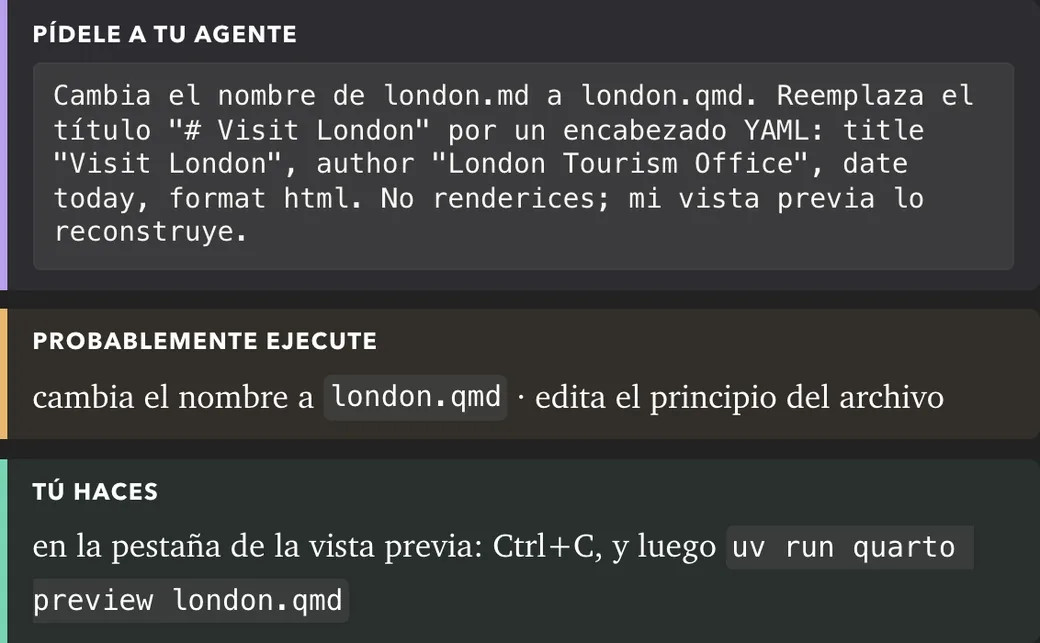 PÍDELE A TU AGENTE
Cambia el nombre de london.md a london.qmd. Reemplaza el
título "# Visit London" por un encabezado YAML: title
"Visit London", author "London Tourism Office", date
today, format html. No renderices; mi vista previa lo
reconstruye.
PROBABLEMENTE EJECUTE
cambia el nombre a london.qmd · edita el principio del archivo
TÚ HACES
en la pestaña de la vista previa: Ctrl+C, y luego uv run quarto
preview london.qmd